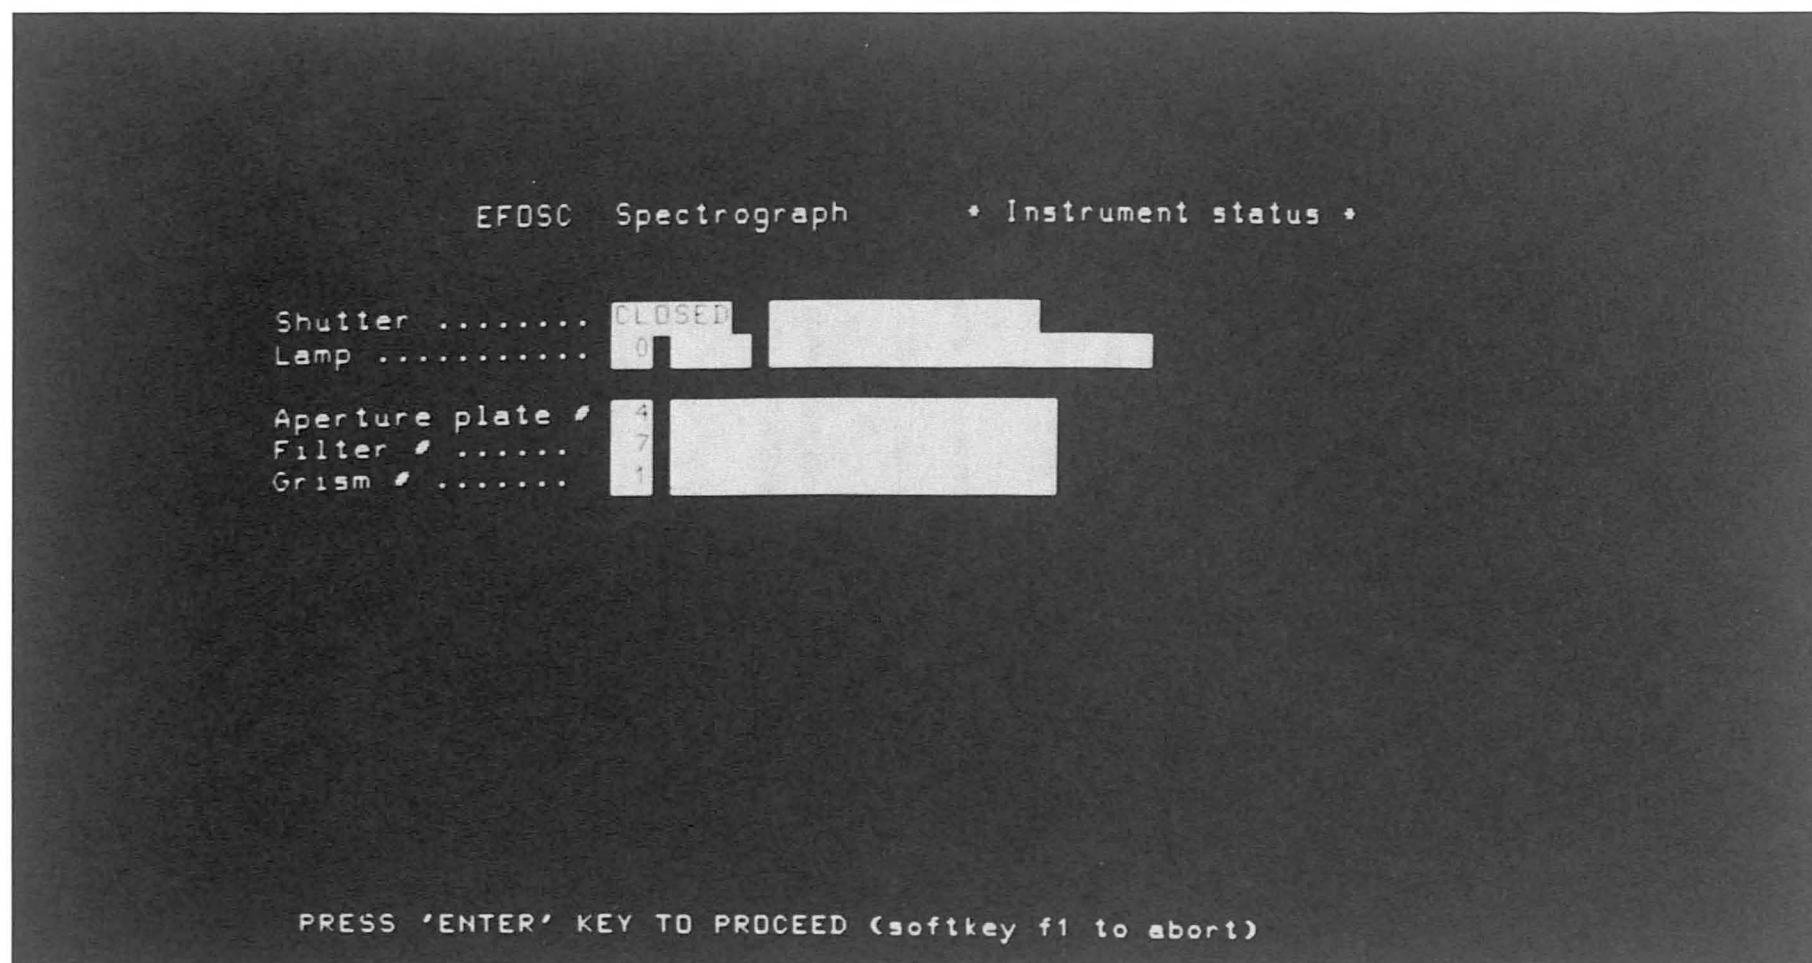 EFOSC Spectrograph * Instrument status *
Shutter ........ CLOSED
Lamp ........... 0
Aperture plate # 4
Filter # ...... 7
Grism # ....... 1
PRESS 'ENTER' KEY TO PROCEED (softkey f1 to abort)